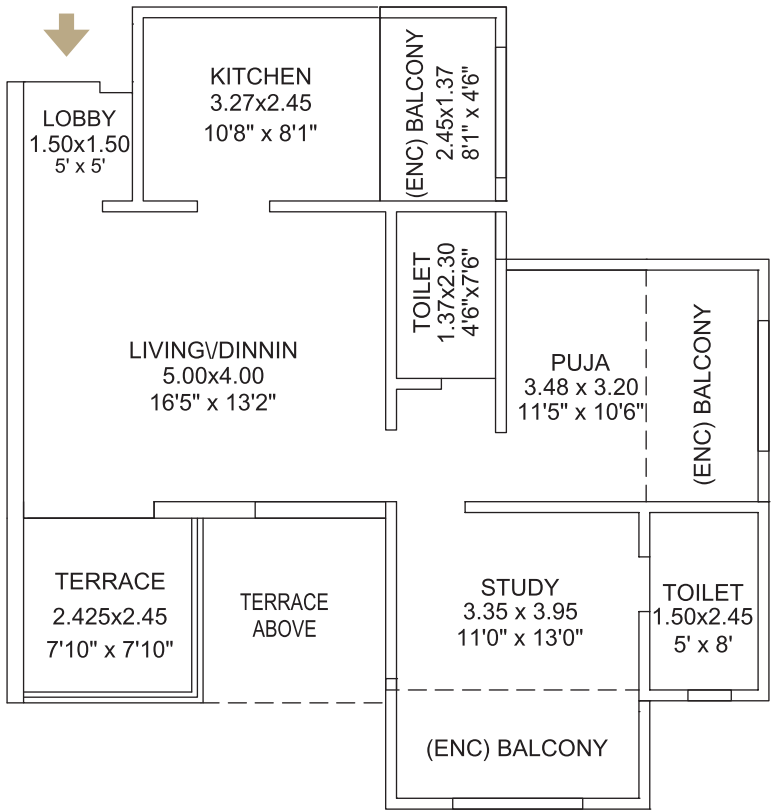 KITCHEN
3.27x2.45
10'8" x 8'1"
(ENC) BALCONY
2.45x1.37
8'1" x 4'6"
LOBBY
1.50x1.50
5' x 5'
TOILET
1.37x2.30
4'6"x7'6"
LIVING\/DINNIN
5.00x4.00
16'5" x 13'2"
PUJA
3.48 x 3.20
11'5" x 10'6"
(ENC) BALCONY
TERRACE
2.425x2.45
7'10" x 7'10"
TERRACE
ABOVE
STUDY
3.35 x 3.95
11'0" x 13'0"
TOILET
1.50x2.45
5' x 8'
(ENC) BALCONY